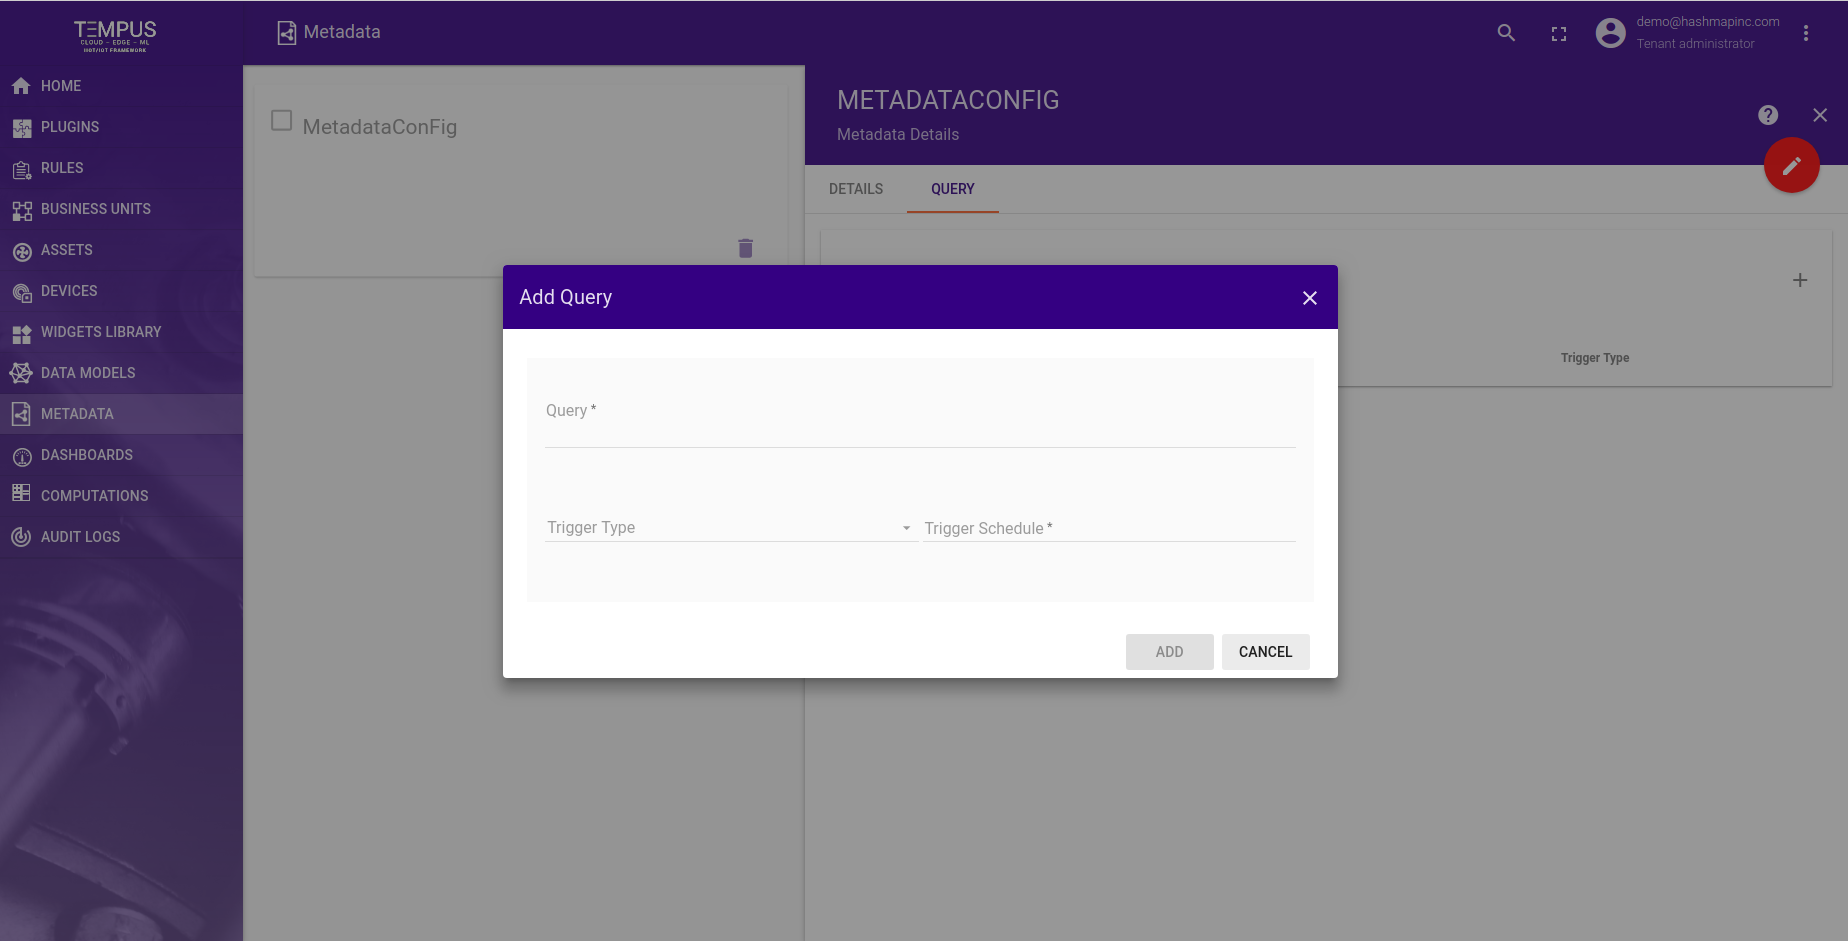 TEMPUS
CLOUD - EDGE - ML
IIOT/IOT FRAMEWORK
Metadata
demo@hashmapinc.com
Tenant administrator
HOME
PLUGINS
RULES
BUSINESS UNITS
ASSETS
DEVICES
WIDGETS LIBRARY
DATA MODELS
METADATA
DASHBOARDS
COMPUTATIONS
AUDIT LOGS
MetadataConFig
METADATACONFIG
Metadata Details
DETAILS
QUERY
Trigger Type
Add Query
Query *
Trigger Type
Trigger Schedule *
ADD
CANCEL